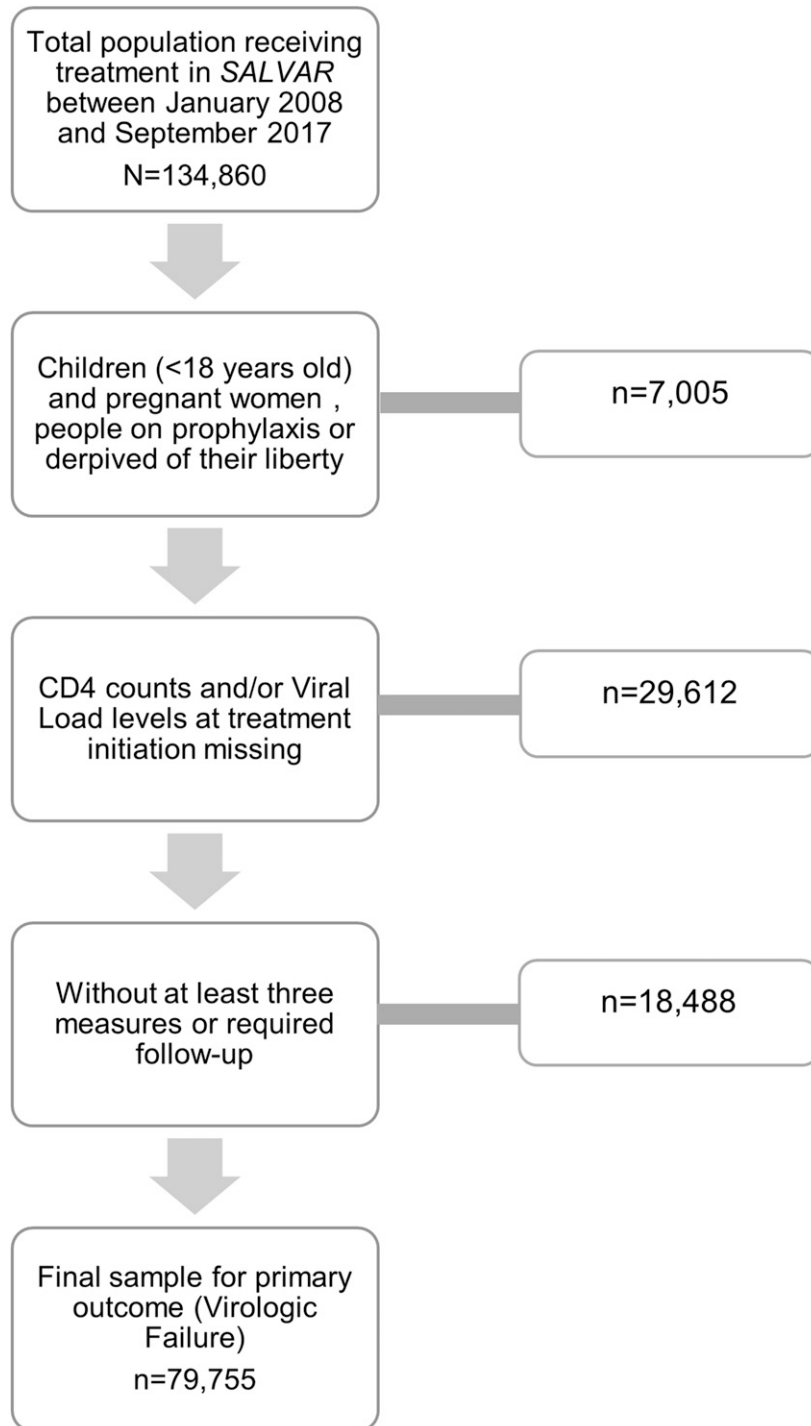 Total population receiving
treatment in SALVAR
between January 2008
and September 2017
N=134,860
Children (<18 years old)
and pregnant women ,
people on prophylaxis or
derpived of their liberty
n=7,005
CD4 counts and/or Viral
Load levels at treatment
initiation missing
n=29,612
Without at least three
measures or required
follow-up
n=18,488
Final sample for primary
outcome (Virologic
Failure)
n=79,755